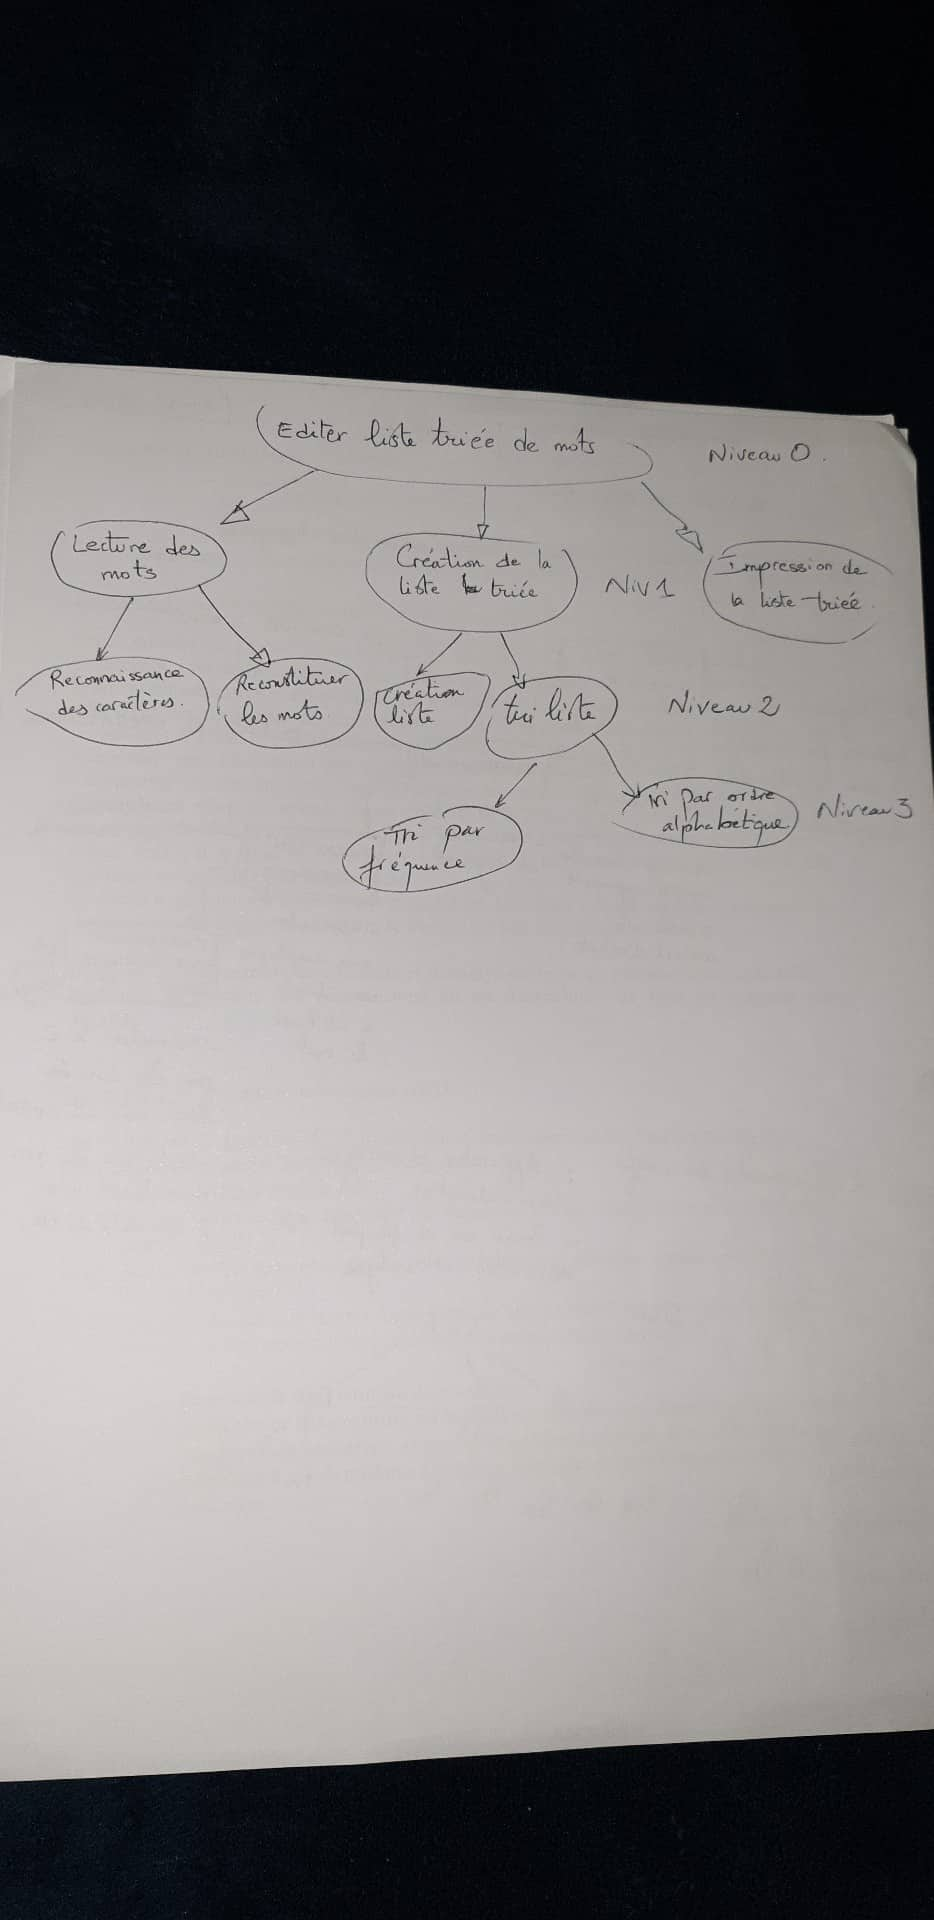 Editer liste triée de mots
Niveau 0.
Lecture des
mots
Création de la
liste triée
Niv 1
Impression de
la liste triée.
Reconnaissance
des caractères.
Reconstituer
les mots
Création
liste
tri liste
Niveau 2
Tri par
fréquence
Tri par ordre
alphabétique
Niveau 3